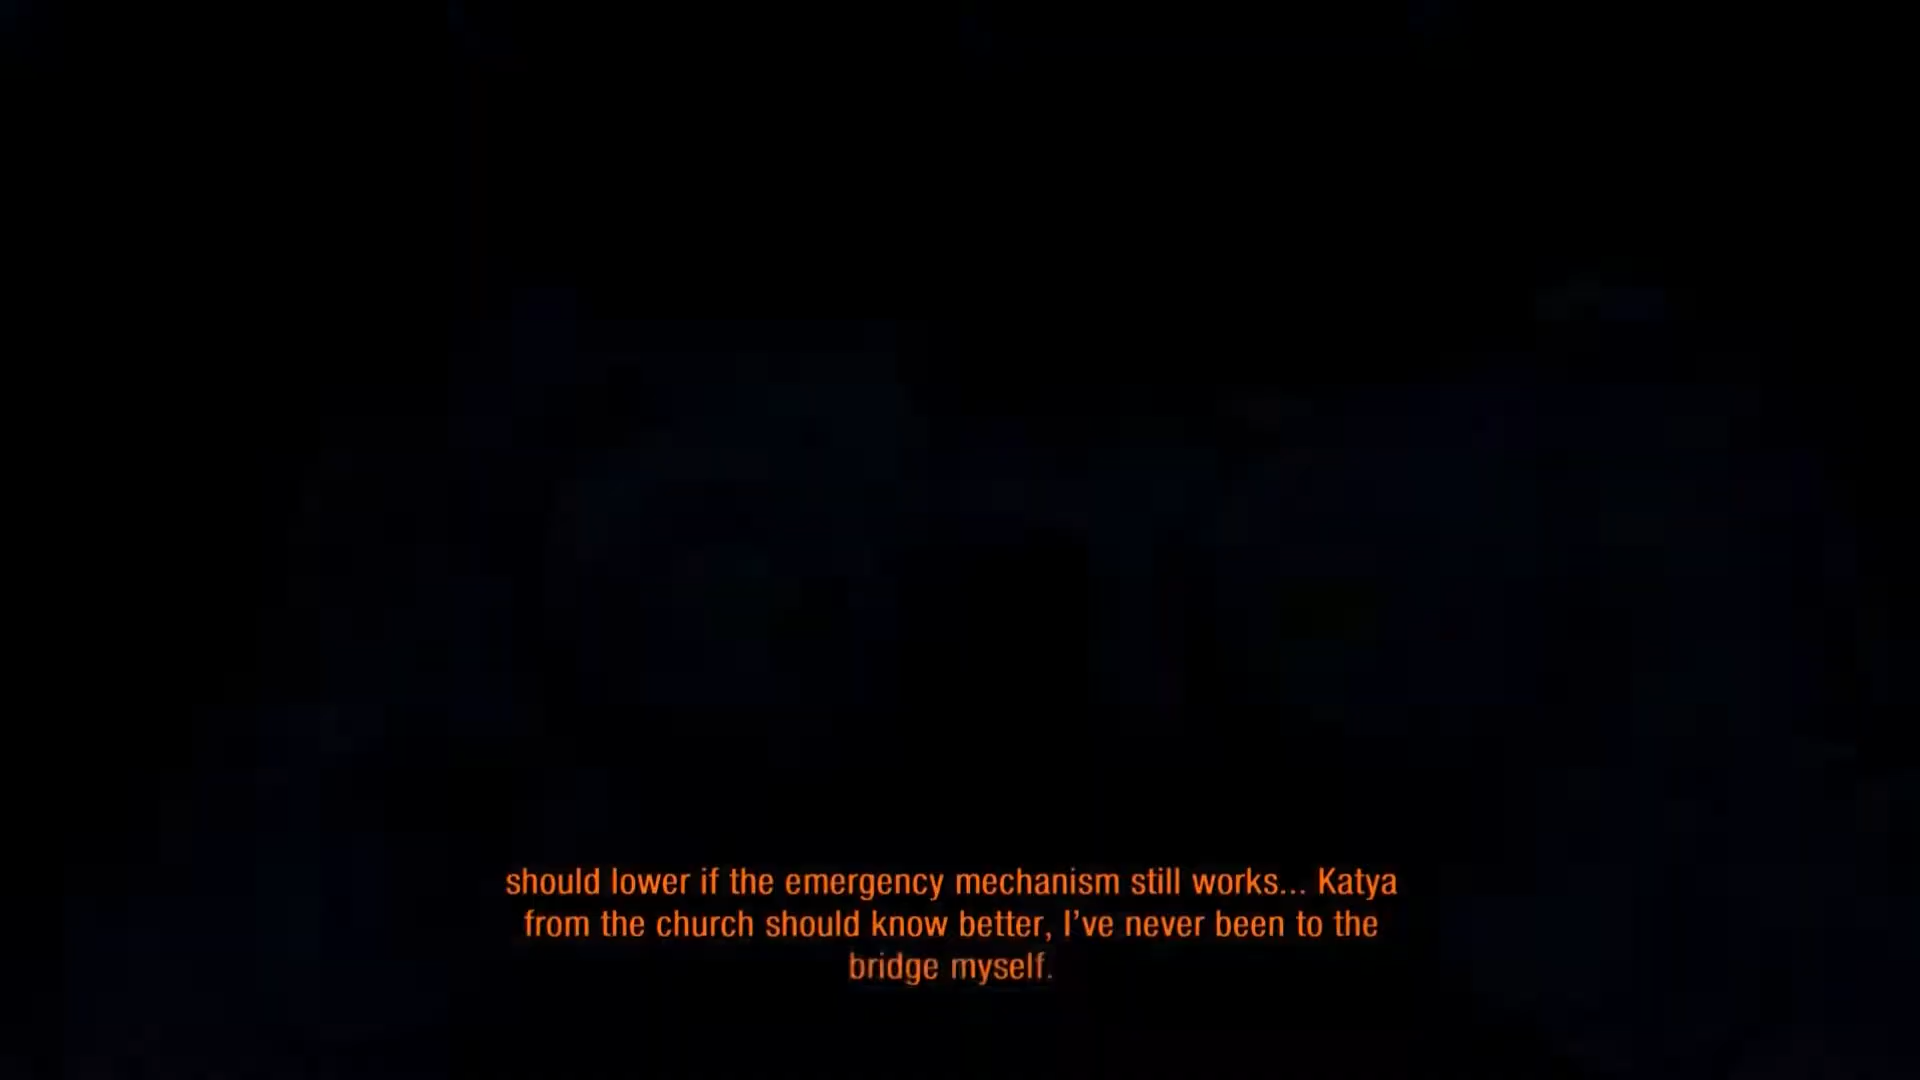 should lower if the emergency mechanism still works... Katya
from the church should know better, I've never been to the
bridge myself.